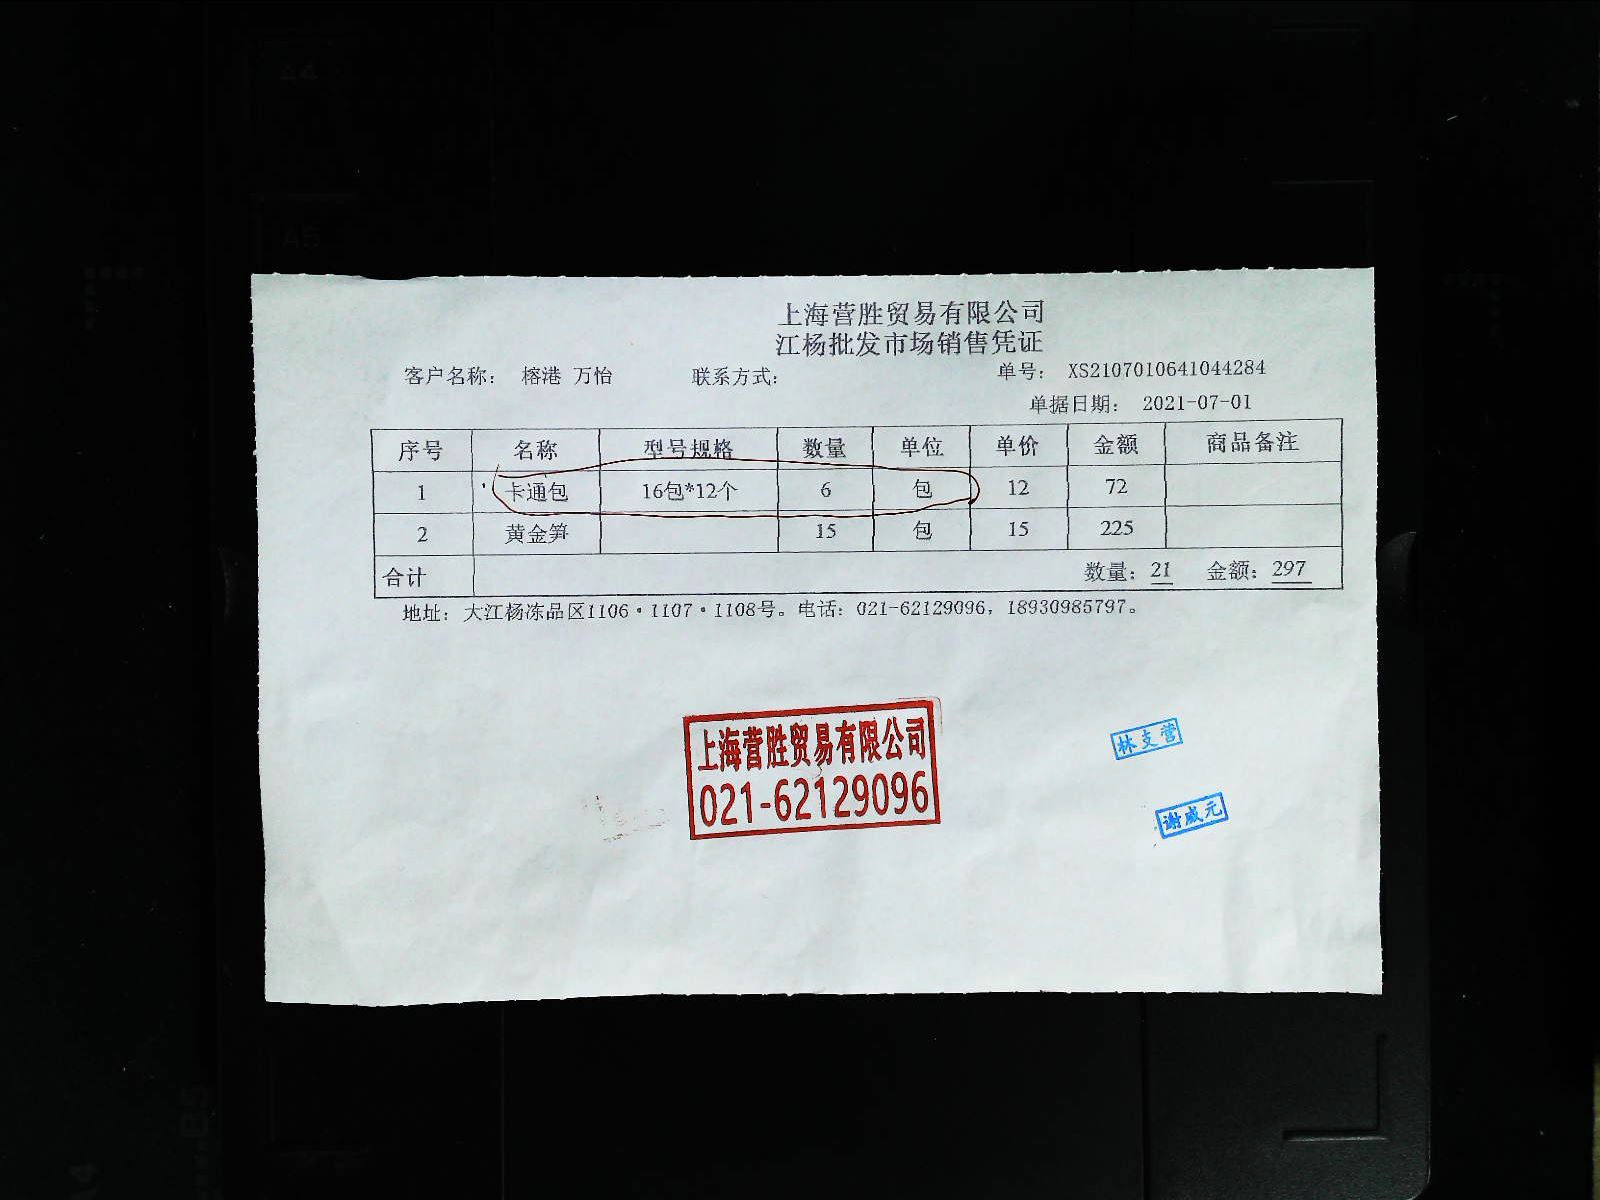 上海营胜贸易有限公司
江杨批发市场销售凭证
客户名称： 榕港 万怡 联系方式： 单号： XS2107010641044284
单据日期： 2021-07-01
序号 名称 型号规格 数量 单位 单价 金额 商品备注
1 卡通包 16包*12个 6 包 12 72
2 黄金笋 15 包 15 225
合计 数量：21 金额：297
地址：大江杨冻品区1106·1107·1108号。电话：021-62129096，18930985797。
上海营胜贸易有限公司
021-62129096
林支营
谢威元
A4
A5